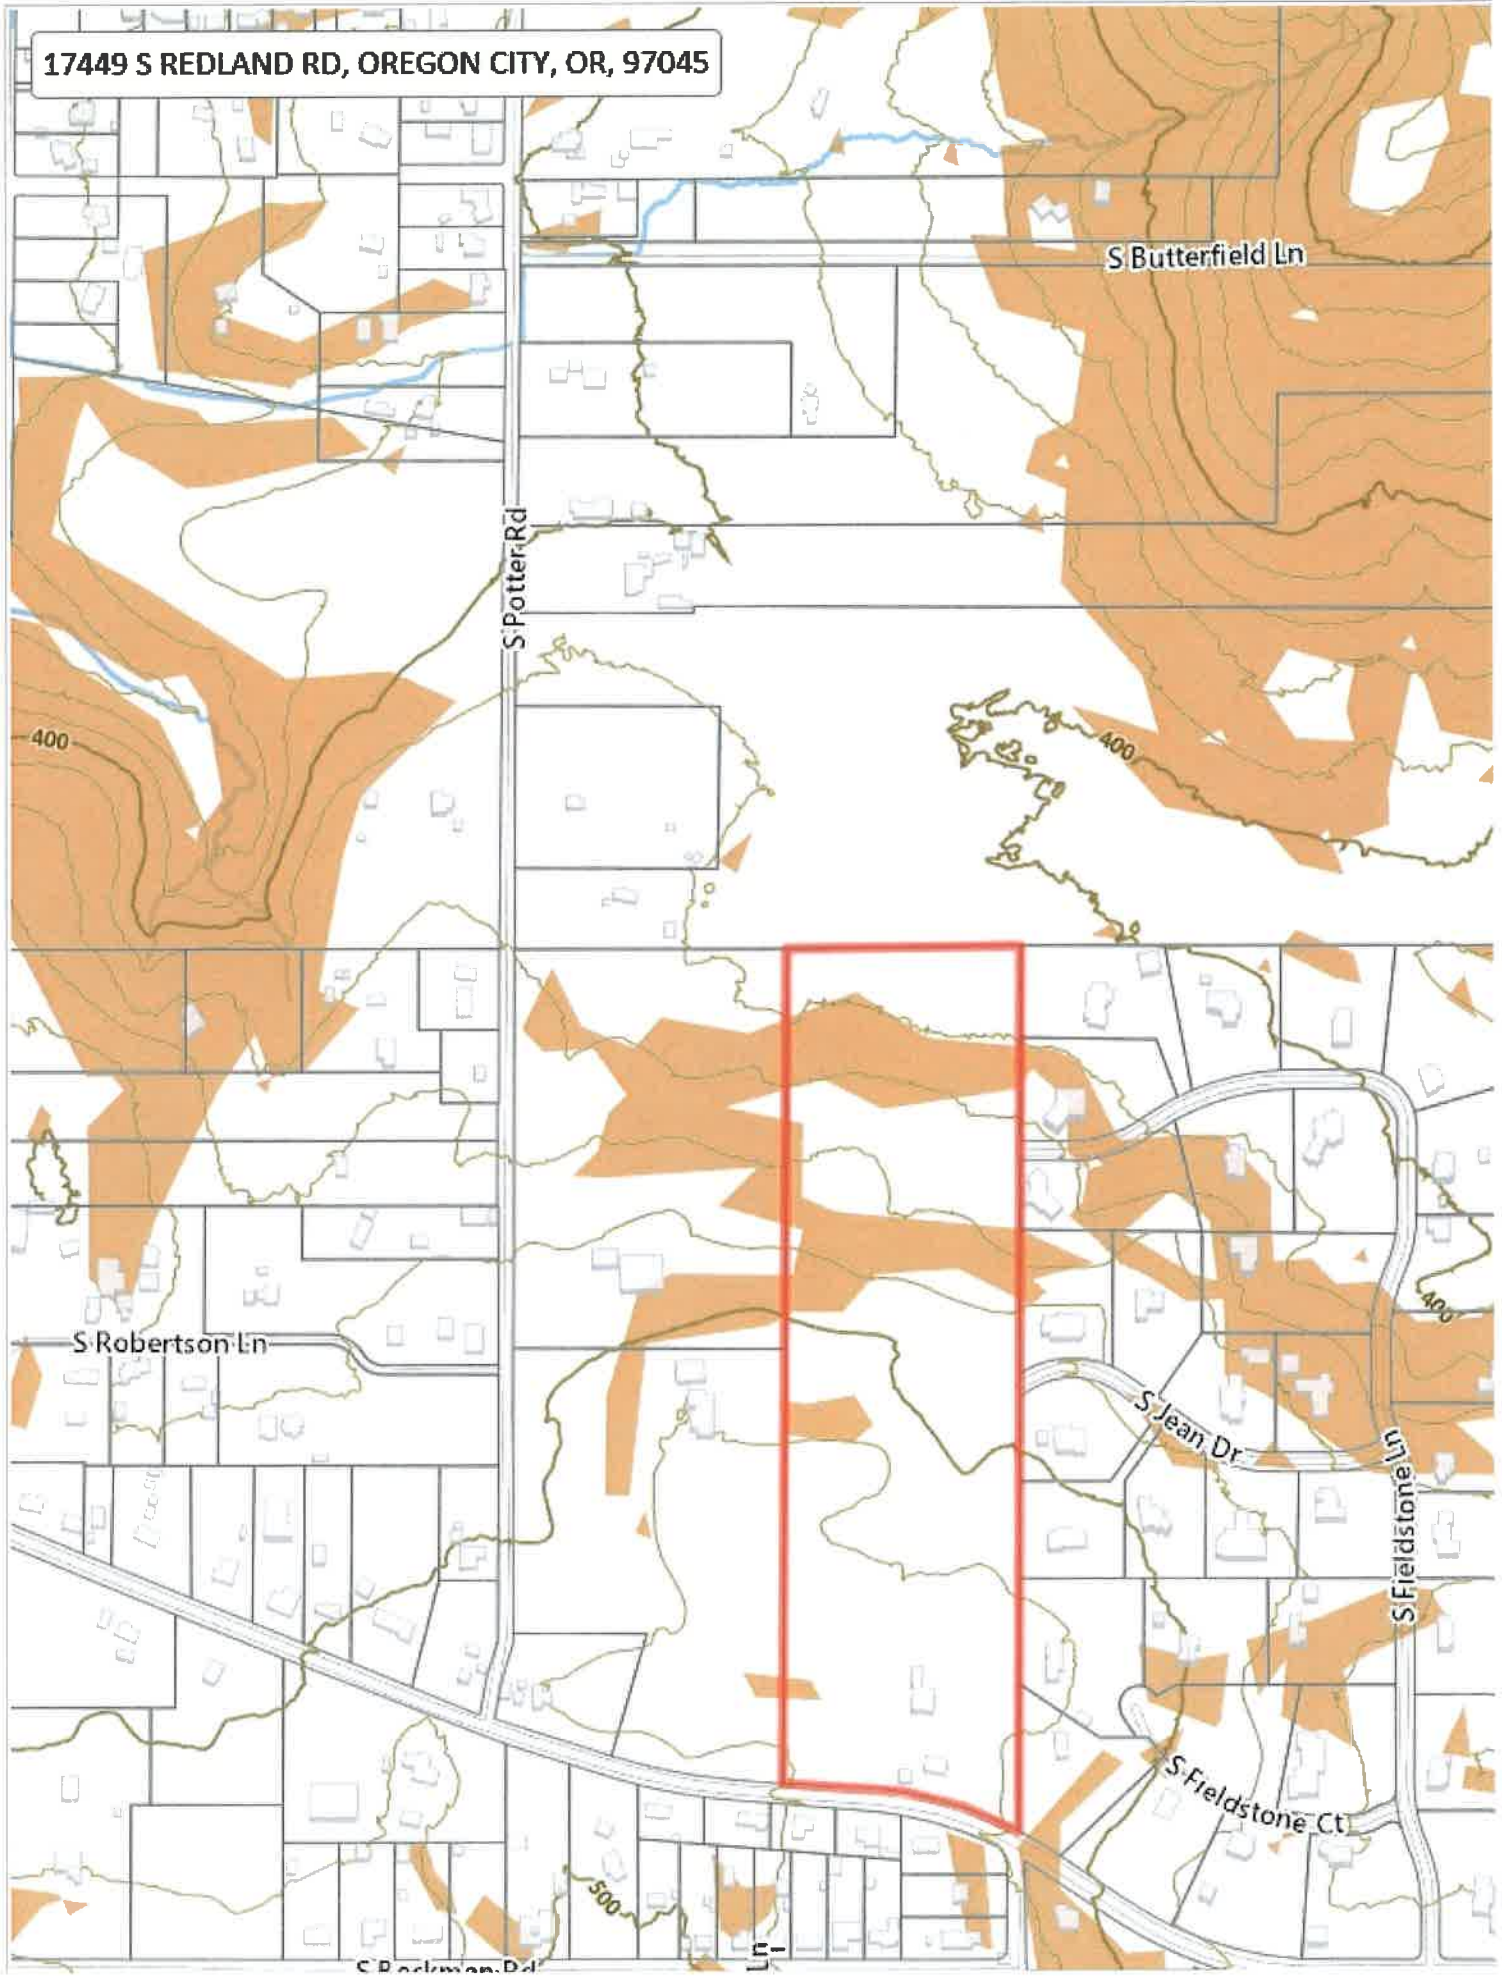 17449 S REDLAND RD, OREGON CITY, OR, 97045
S Butterfield Ln
S Potter Rd
400
400
S Robertson Ln
400
S Jean Dr
S Fieldstone Ln
S Fieldstone Ct
500
Ln